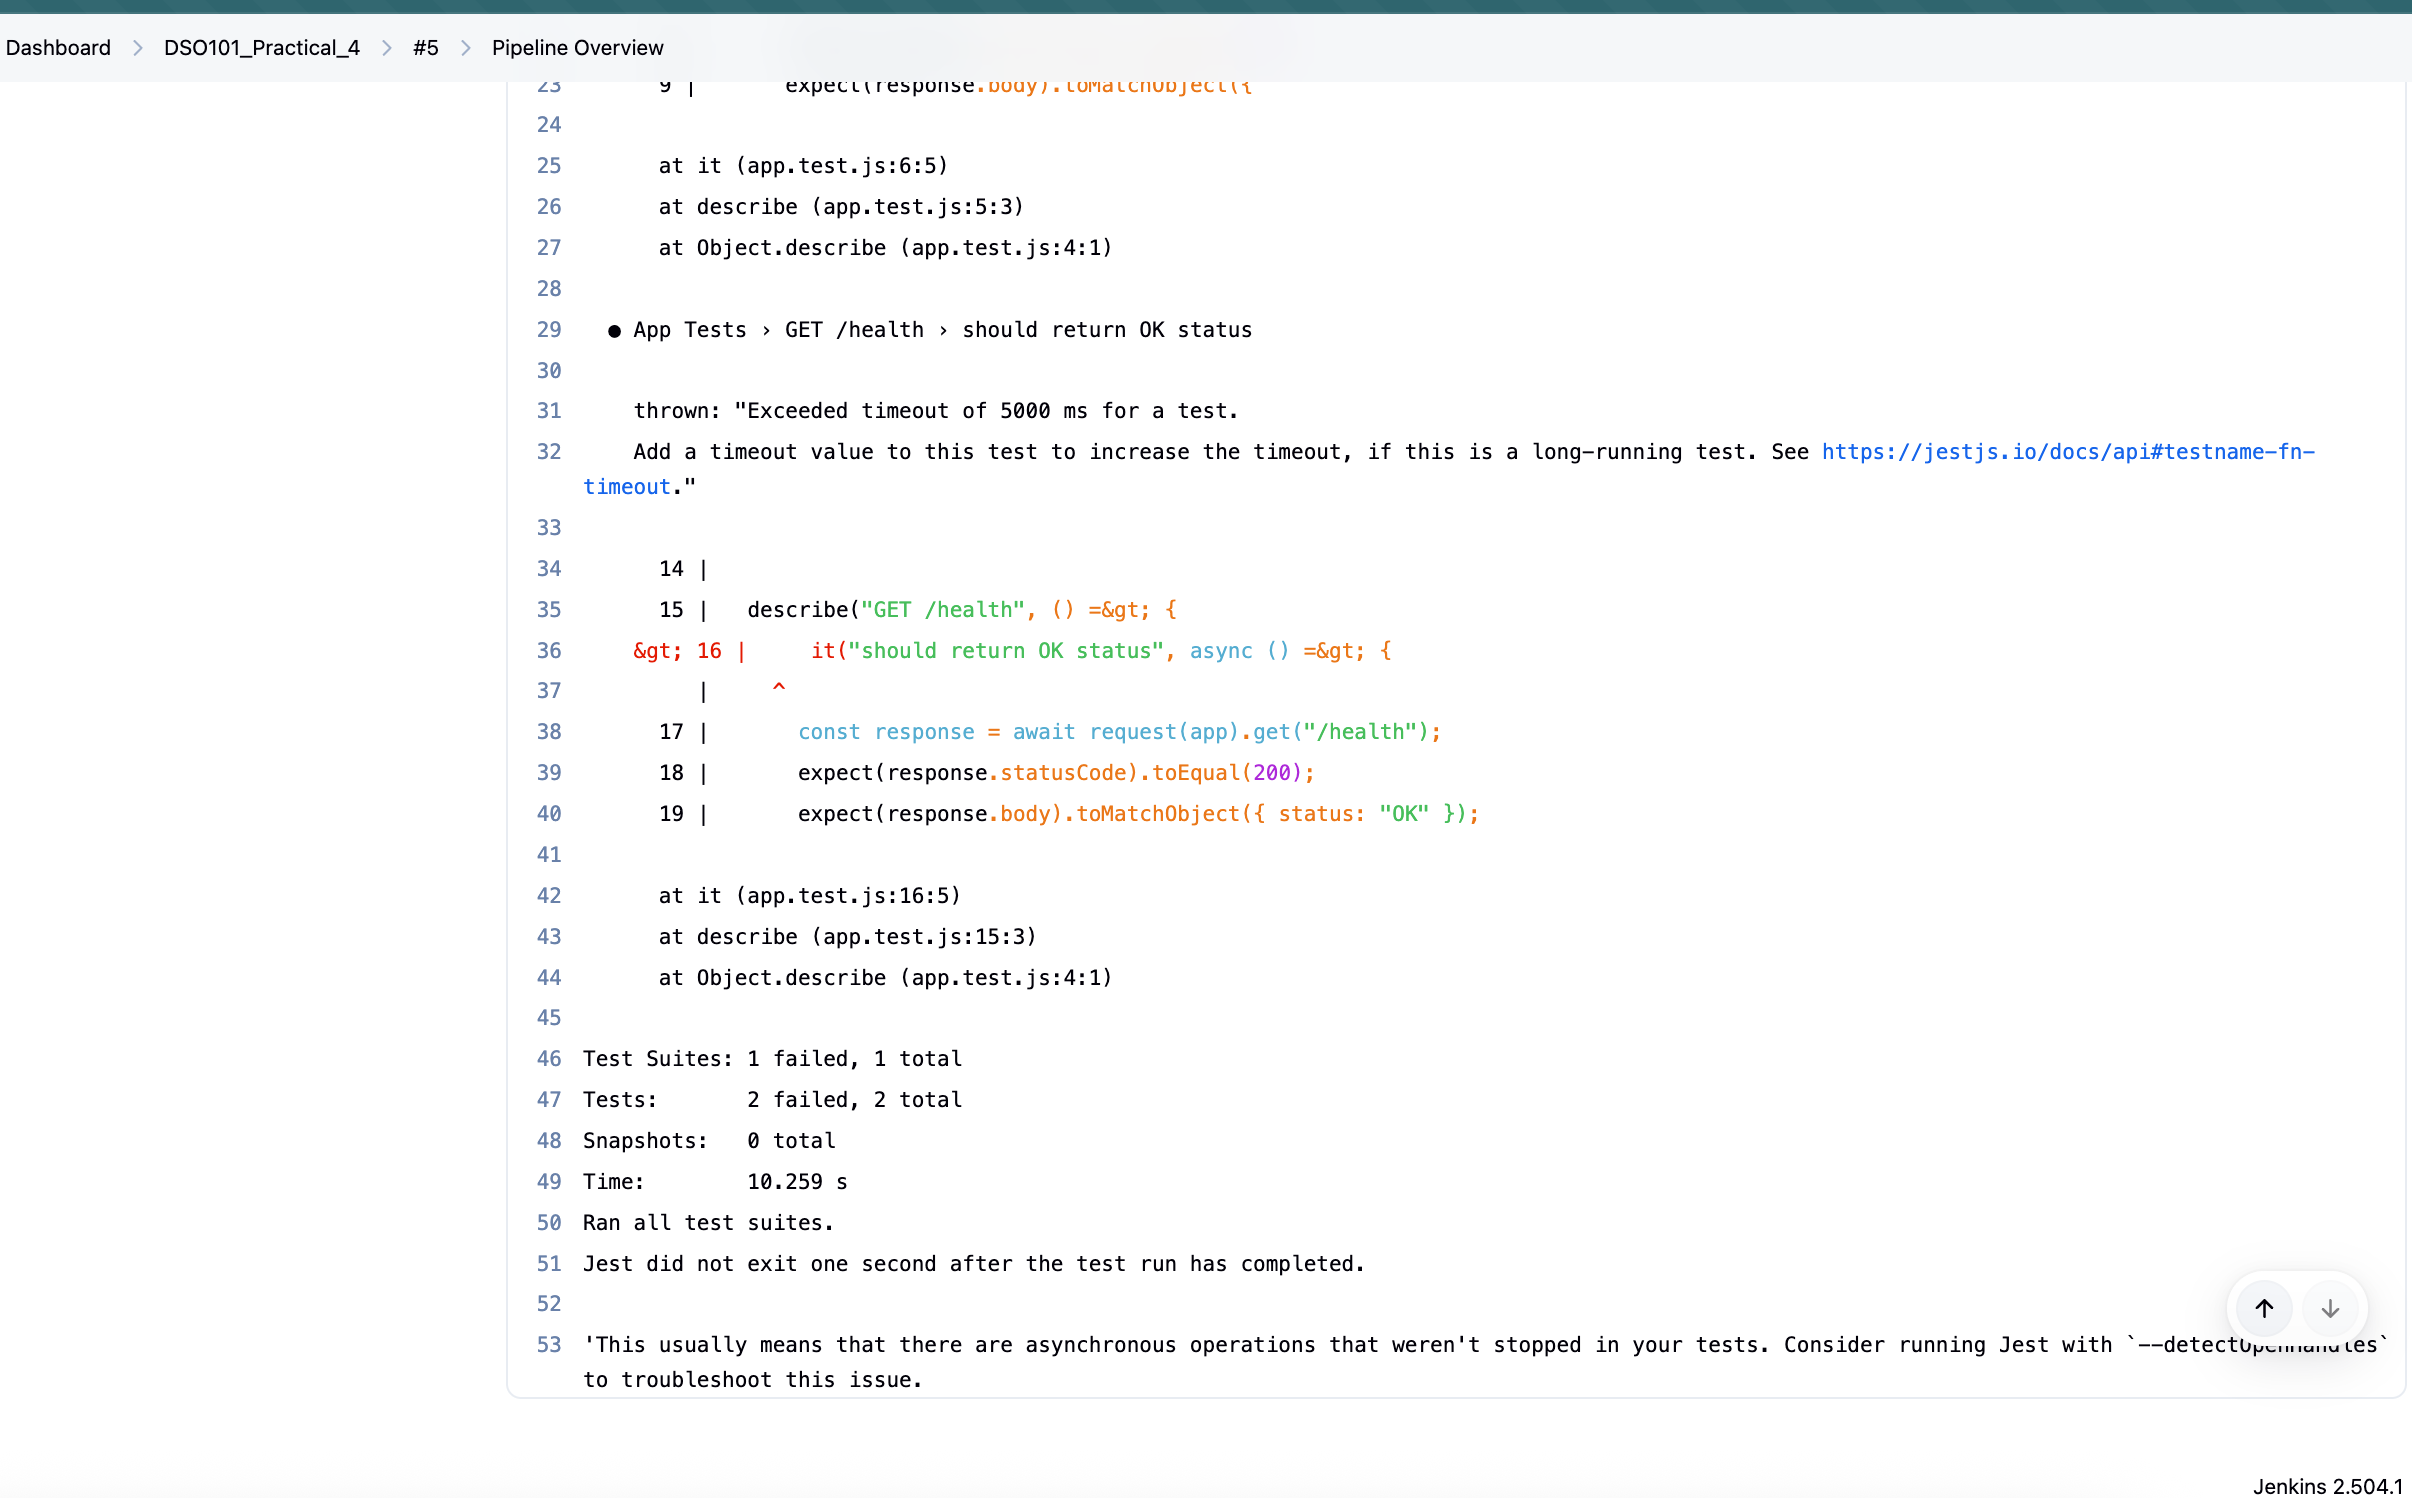 Dashboard > DSO101_Practical_4 > #5 > Pipeline Overview
23 9 | expect(response.body).toMatchObject({
24
25 at it (app.test.js:6:5)
26 at describe (app.test.js:5:3)
27 at Object.describe (app.test.js:4:1)
28
29 ● App Tests › GET /health › should return OK status
30
31 thrown: "Exceeded timeout of 5000 ms for a test.
32 Add a timeout value to this test to increase the timeout, if this is a long-running test. See https://jestjs.io/docs/api#testname-fn-
timeout."
33
34 14 |
35 15 | describe("GET /health", () =&gt; {
36 &gt; 16 | it("should return OK status", async () =&gt; {
37 | ^
38 17 | const response = await request(app).get("/health");
39 18 | expect(response.statusCode).toEqual(200);
40 19 | expect(response.body).toMatchObject({ status: "OK" });
41
42 at it (app.test.js:16:5)
43 at describe (app.test.js:15:3)
44 at Object.describe (app.test.js:4:1)
45
46 Test Suites: 1 failed, 1 total
47 Tests: 2 failed, 2 total
48 Snapshots: 0 total
49 Time: 10.259 s
50 Ran all test suites.
51 Jest did not exit one second after the test run has completed.
52
53 'This usually means that there are asynchronous operations that weren't stopped in your tests. Consider running Jest with `--detectOpenHandles`
to troubleshoot this issue.
Jenkins 2.504.1